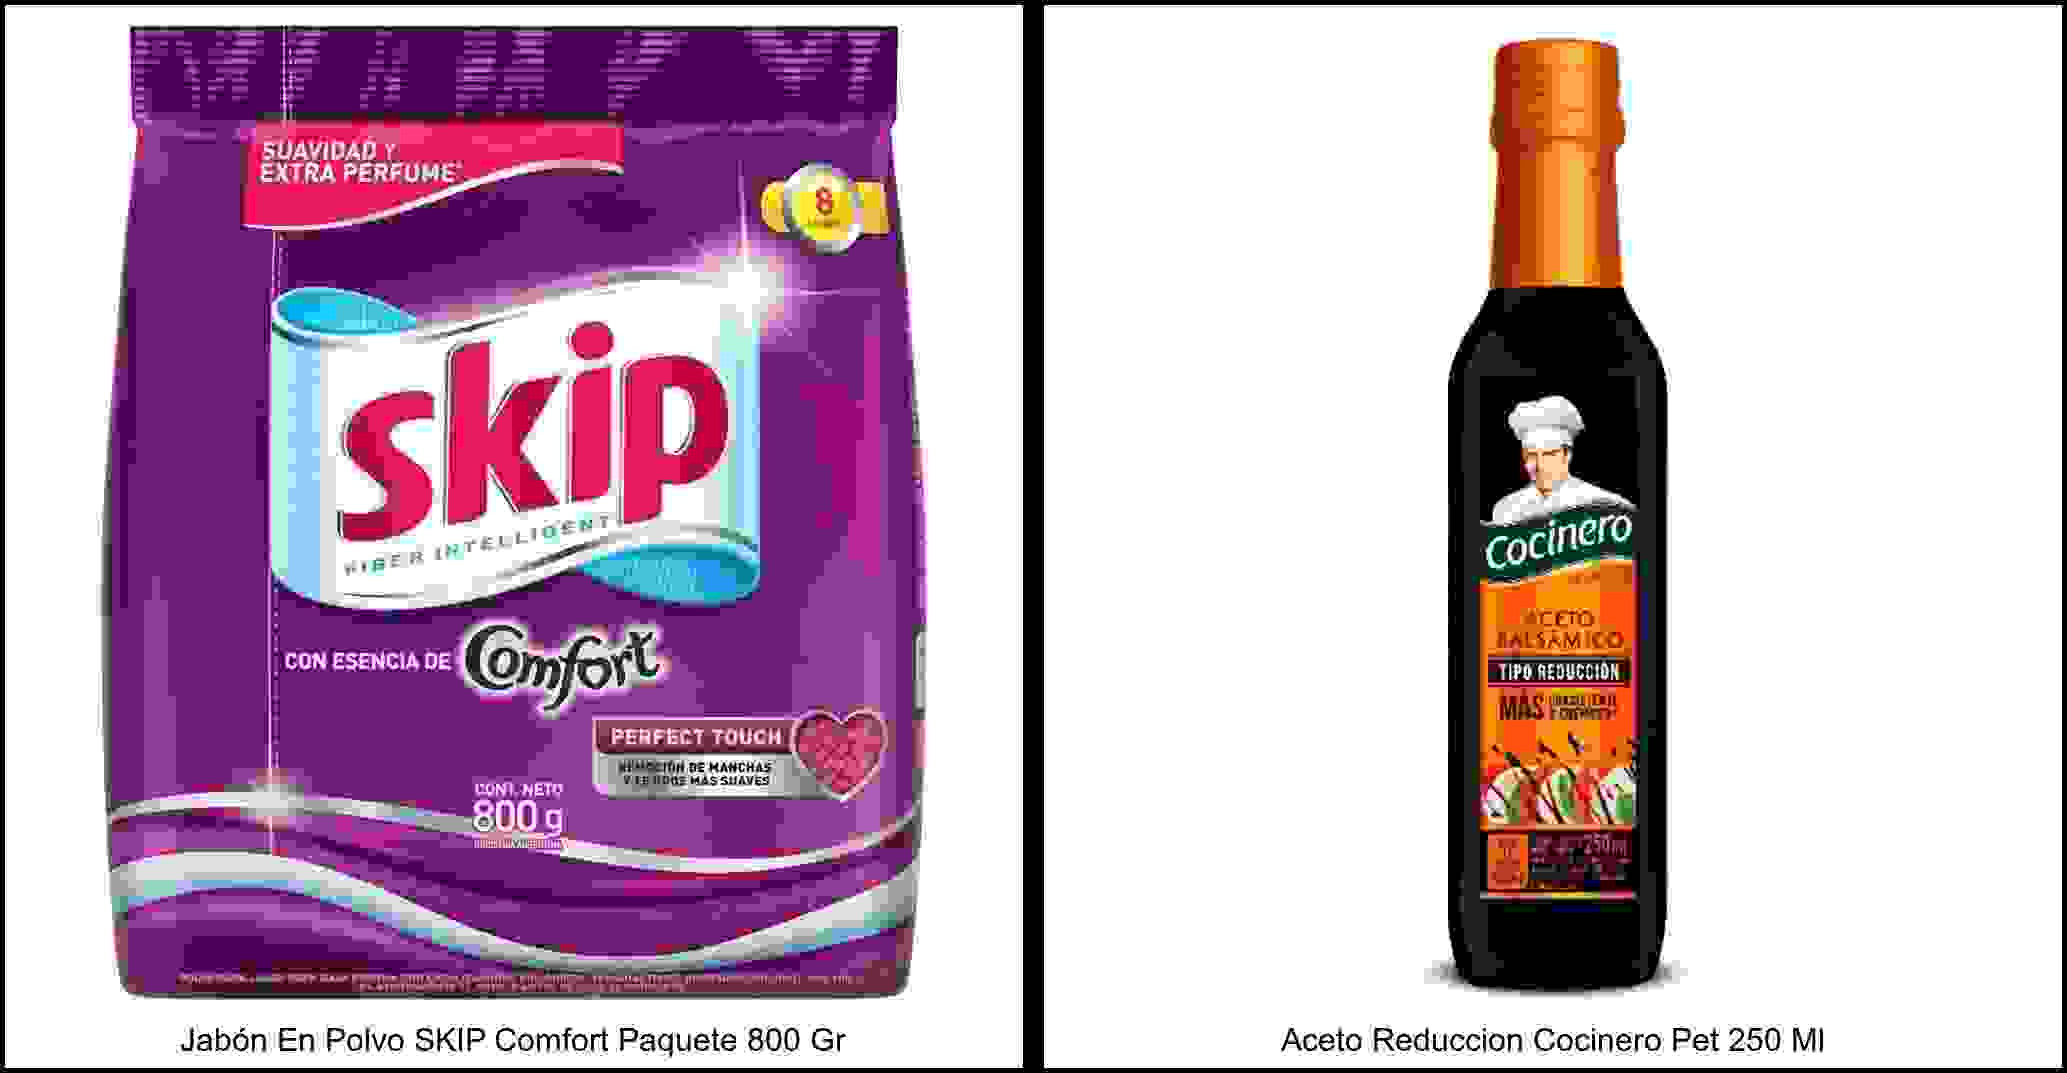 SUAVIDAD Y
EXTRA PERFUME*
8
skip
FIBER INTELLIGENT
CON ESENCIA DE Comfort
PERFECT TOUCH
REMOCIÓN DE MANCHAS
Y TEJIDOS MÁS SUAVES
CONT. NETO
800 g
Jabón En Polvo SKIP Comfort Paquete 800 Gr
Cocinero
ACETO
BALSÁMICO
TIPO REDUCCIÓN
MÁS
250ml
Aceto Reduccion Cocinero Pet 250 Ml